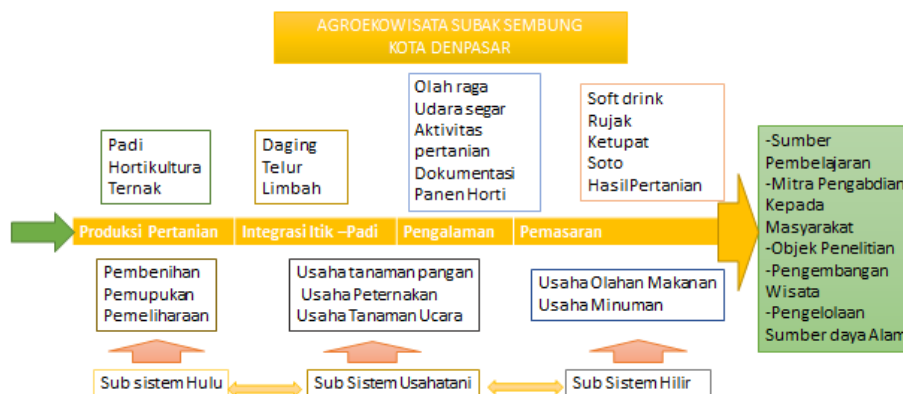 AGROEKOWISATA SUBAK SEMBUNG
KOTA DENPASAR
Padi
Hortikultura
Ternak
Daging
Telur
Limbah
Olah raga
Udara segar
Aktivitas
pertanian
Dokumentasi
Panen Horti
Soft drink
Rujak
Ketupat
Soto
Hasil Pertanian
Produksi Pertanian
Integrasi Itik –Padi
Pengalaman
Pemasaran
-Sumber
Pembelajaran
-Mitra Pengabdian
Kepada
Masyarakat
-Objek Penelitian
-Pengembangan
Wisata
-Pengelolaan
Sumber daya Alam
Pembenihan
Pemupukan
Pemeliharaan
Usaha tanaman pangan
Usaha Peternakan
Usaha Tanaman Ucara
Usaha Olahan Makanan
Usaha Minuman
Sub sistem Hulu
Sub Sistem Usahatani
Sub Sistem Hilir